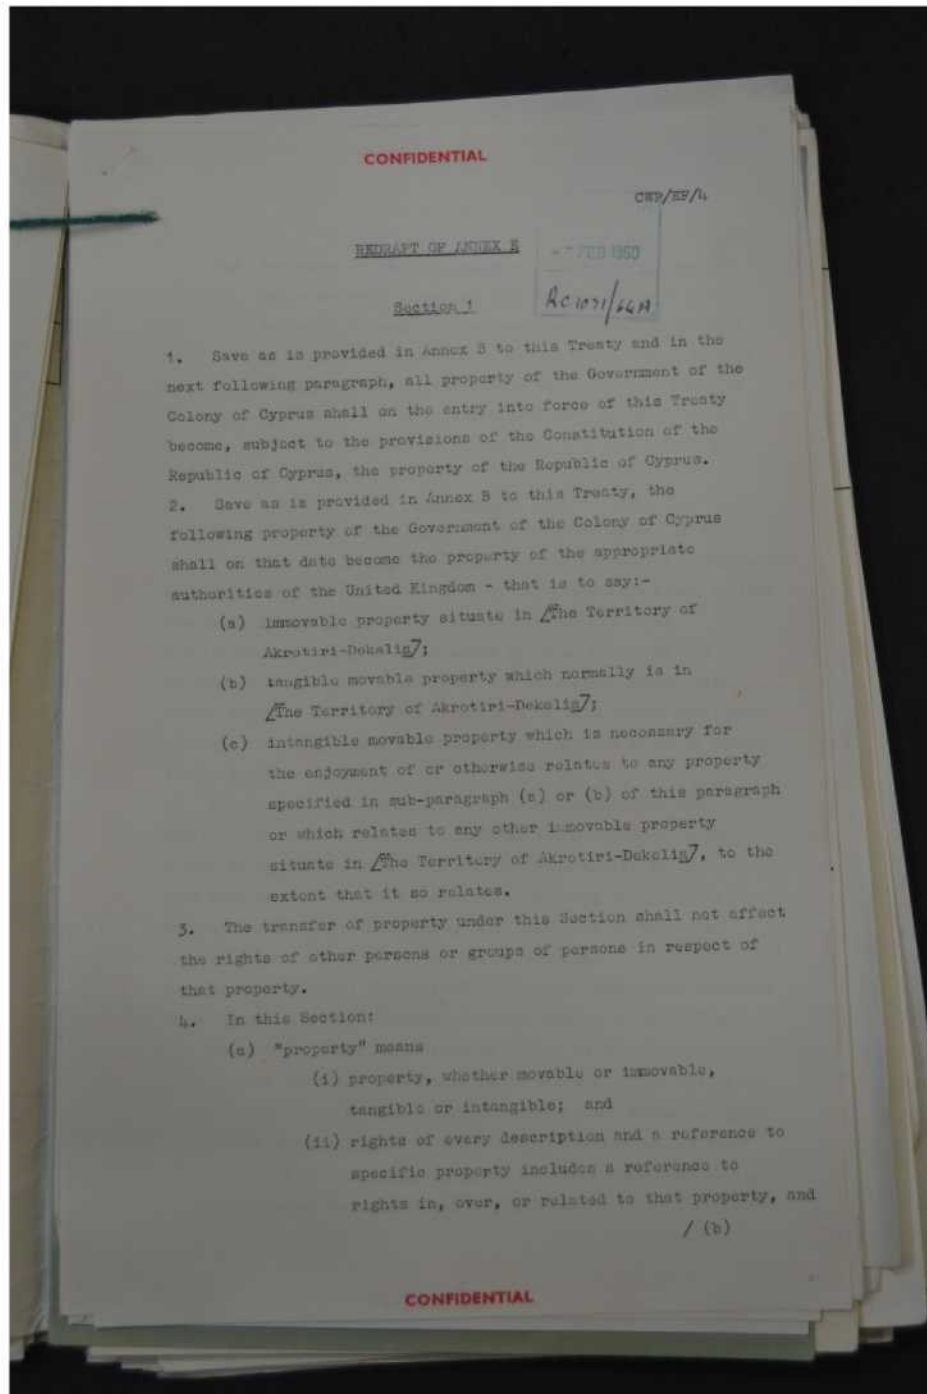 CONFIDENTIAL
CWP/EF/4
REDRAFT OF ANNEX E
- FEB 1960
Section 1
RC1071/
1. Save as is provided in Annex B to this Treaty and in the
next following paragraph, all property of the Government of the
Colony of Cyprus shall on the entry into force of this Treaty
become, subject to the provisions of the Constitution of the
Republic of Cyprus, the property of the Republic of Cyprus.
2. Save as is provided in Annex B to this Treaty, the
following property of the Government of the Colony of Cyprus
shall on that date become the property of the appropriate
authorities of the United Kingdom - that is to say:-
(a) immovable property situate in [The Territory of
Akrotiri-Dekelia];
(b) tangible movable property which normally is in
[The Territory of Akrotiri-Dekelia];
(c) intangible movable property which is necessary for
the enjoyment of or otherwise relates to any property
specified in sub-paragraph (a) or (b) of this paragraph
or which relates to any other immovable property
situate in [The Territory of Akrotiri-Dekelia], to the
extent that it so relates.
3. The transfer of property under this Section shall not affect
the rights of other persons or groups of persons in respect of
that property.
4. In this Section:
(a) "property" means
(i) property, whether movable or immovable,
tangible or intangible; and
(ii) rights of every description and a reference to
specific property includes a reference to
rights in, over, or related to that property, and
/ (b)
CONFIDENTIAL